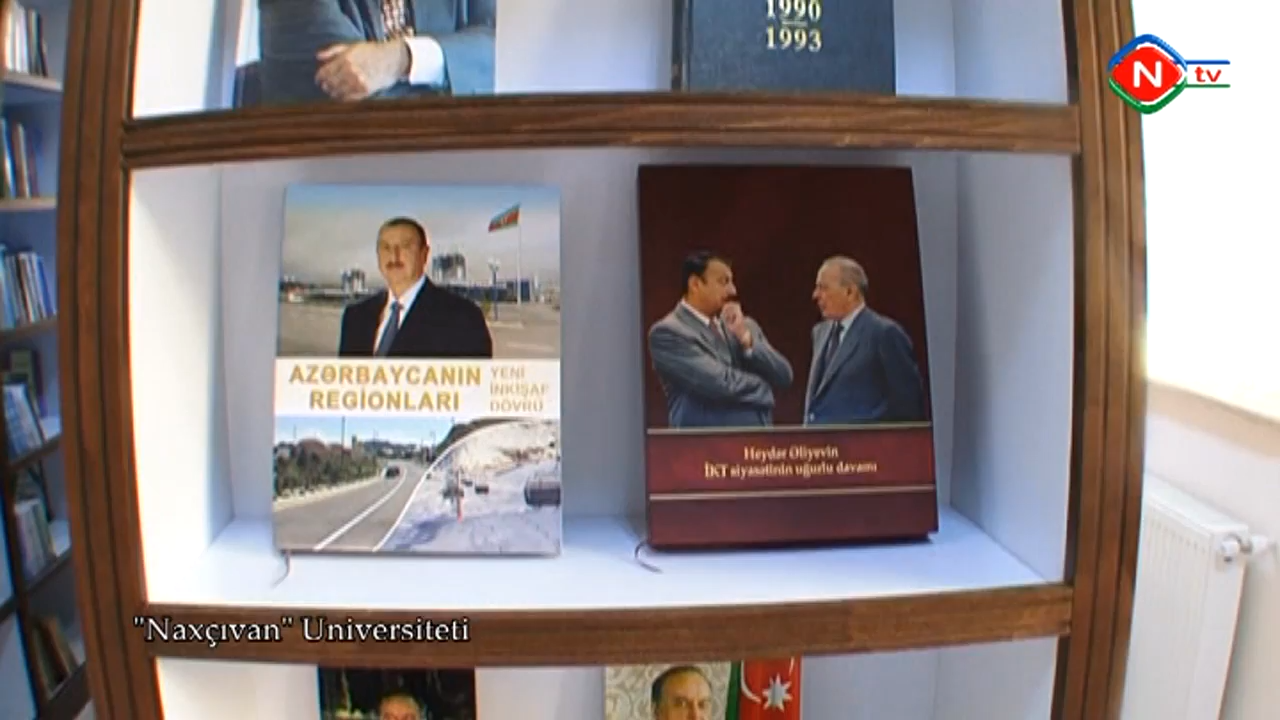 1990
1993
N tv
AZƏRBAYCANIN
REGIONLARI
YENİ
İNKİŞAF
DÖVRÜ
Heydər Əliyevin
İKT siyasətinin uğurlu davamı
"Naxçıvan" Universiteti